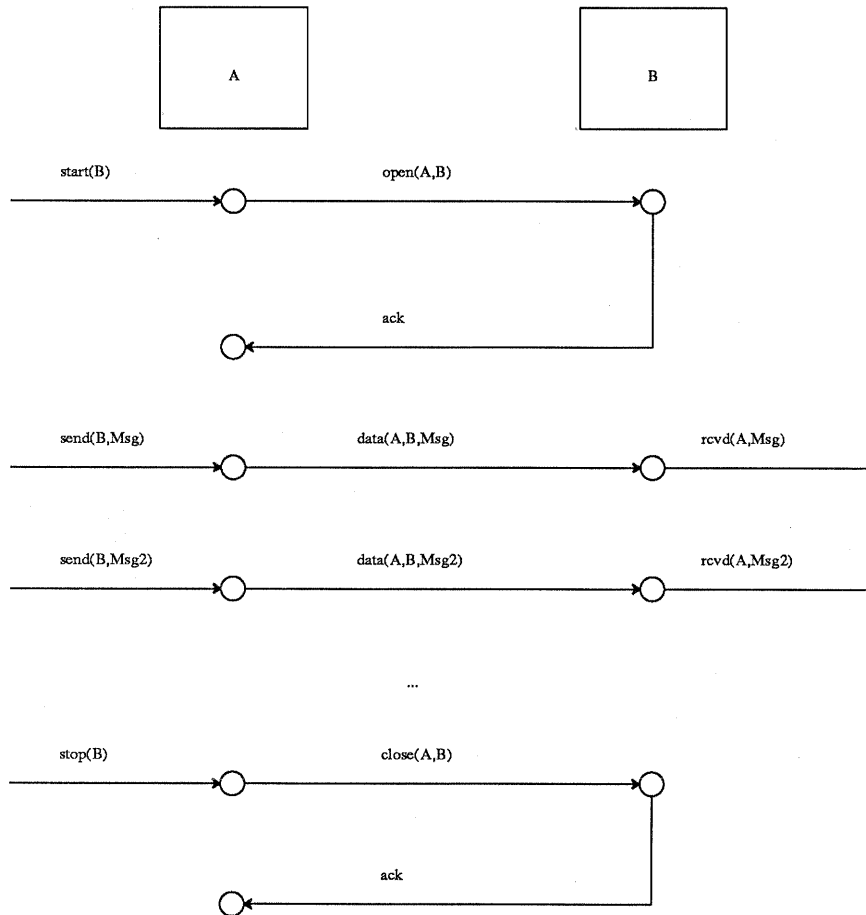 A
B
start(B)
open(A,B)
ack
send(B,Msg)
data(A,B,Msg)
rcvd(A,Msg)
send(B,Msg2)
data(A,B,Msg2)
rcvd(A,Msg2)
...
stop(B)
close(A,B)
ack